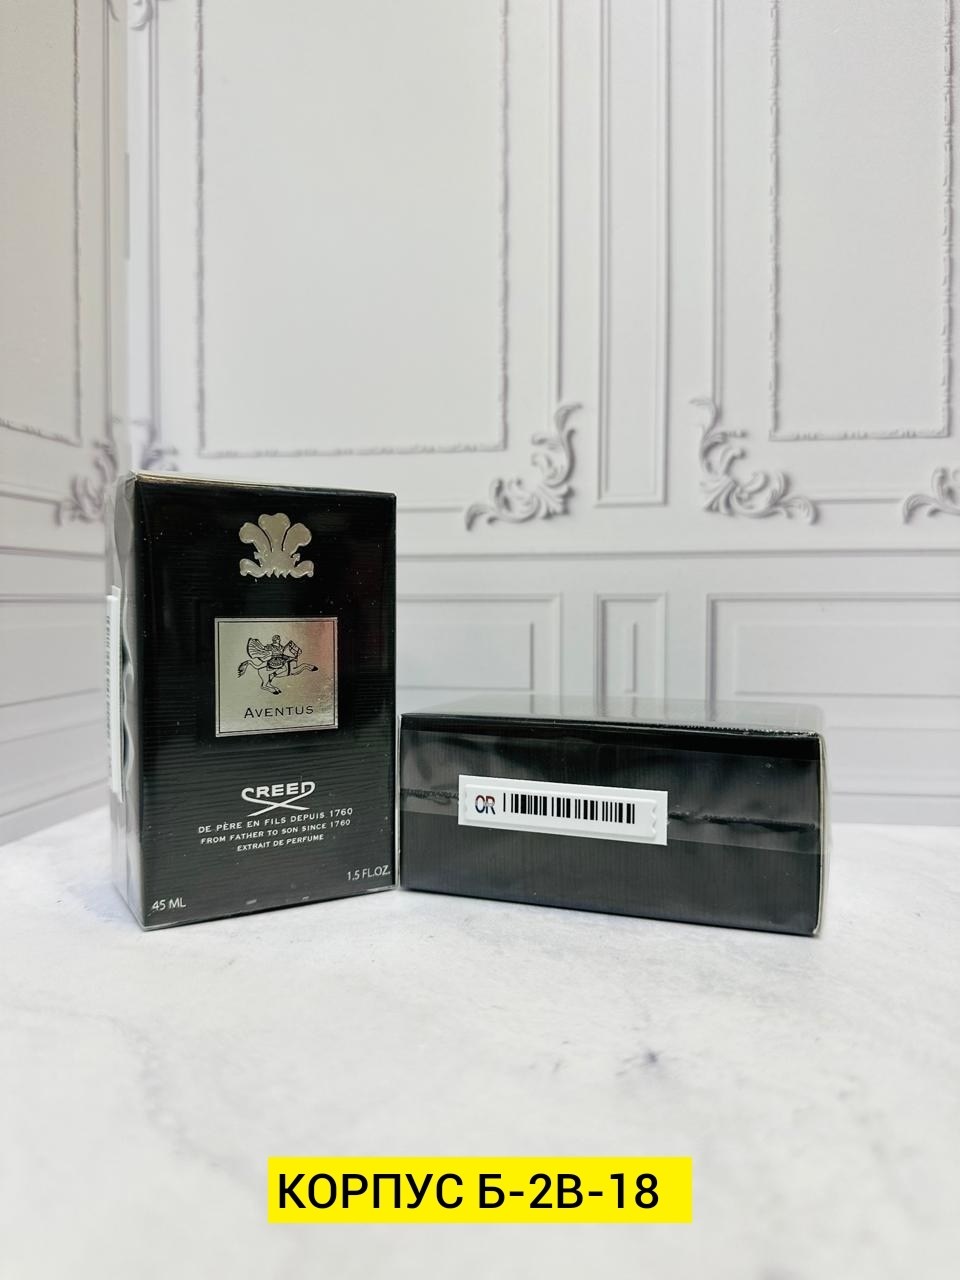 AVENTUS
CREED
DE PÈRE EN FILS DEPUIS 1760
FROM FATHER TO SON SINCE 1760
EXTRAIT DE PERFUME
1.5 FL.OZ.
45 ML
OR
КОРПУС Б-2В-18